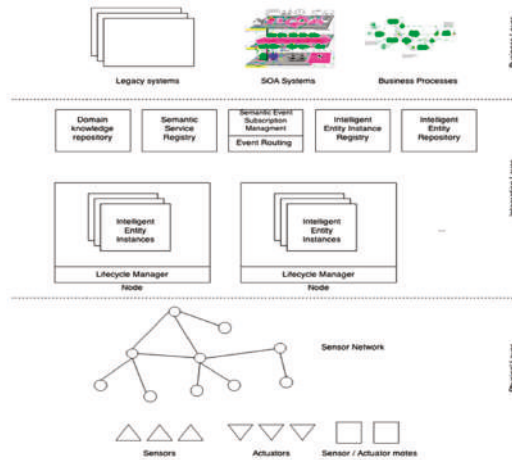 Legacy systems
SOA Systems
Business Processes
Domain
knowledge
repository
Semantic
Service
Registry
Semantic Event
Subscription
Managment
Event Routing
Intelligent
Entity Instance
Registry
Intelligent
Entity
Repository
Intelligent
Entity
Instances
Lifecycle Manager
Node
Intelligent
Entity
Instances
Lifecycle Manager
Node
...
Sensor Network
Sensors
Actuators
Sensor / Actuator motes